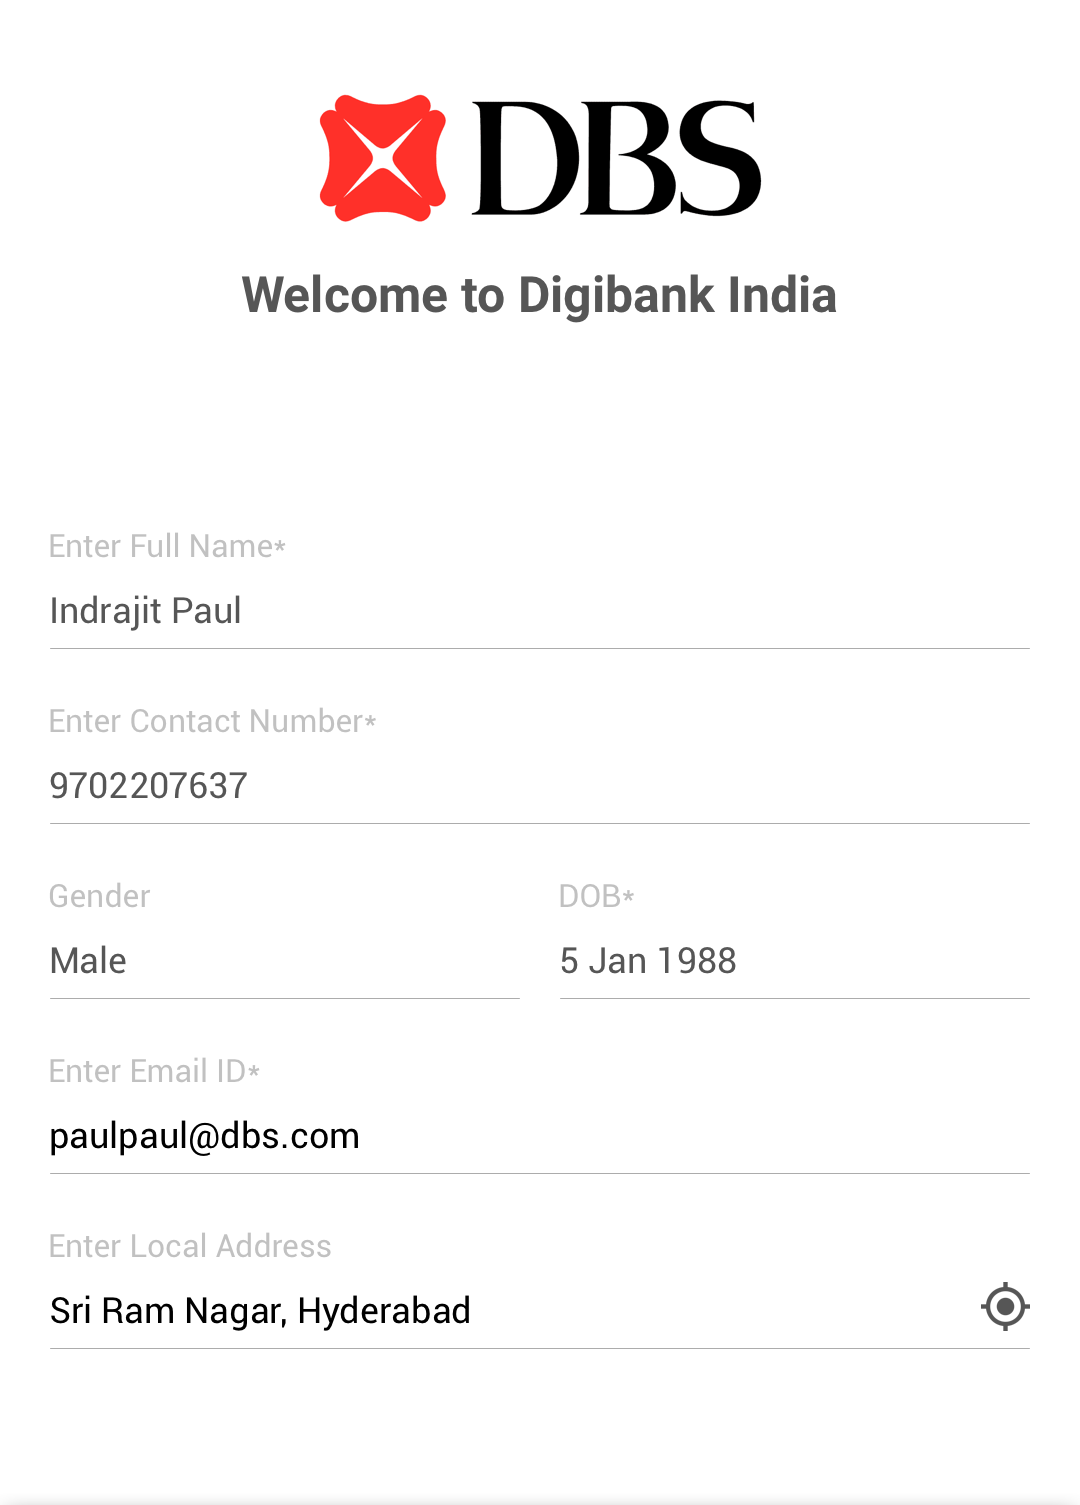 DBS
Welcome to Digibank India
Enter Full Name*
Indrajit Paul
Enter Contact Number*
9702207637
Gender
DOB*
Male
5 Jan 1988
Enter Email ID*
paulpaul@dbs.com
Enter Local Address
Sri Ram Nagar, Hyderabad